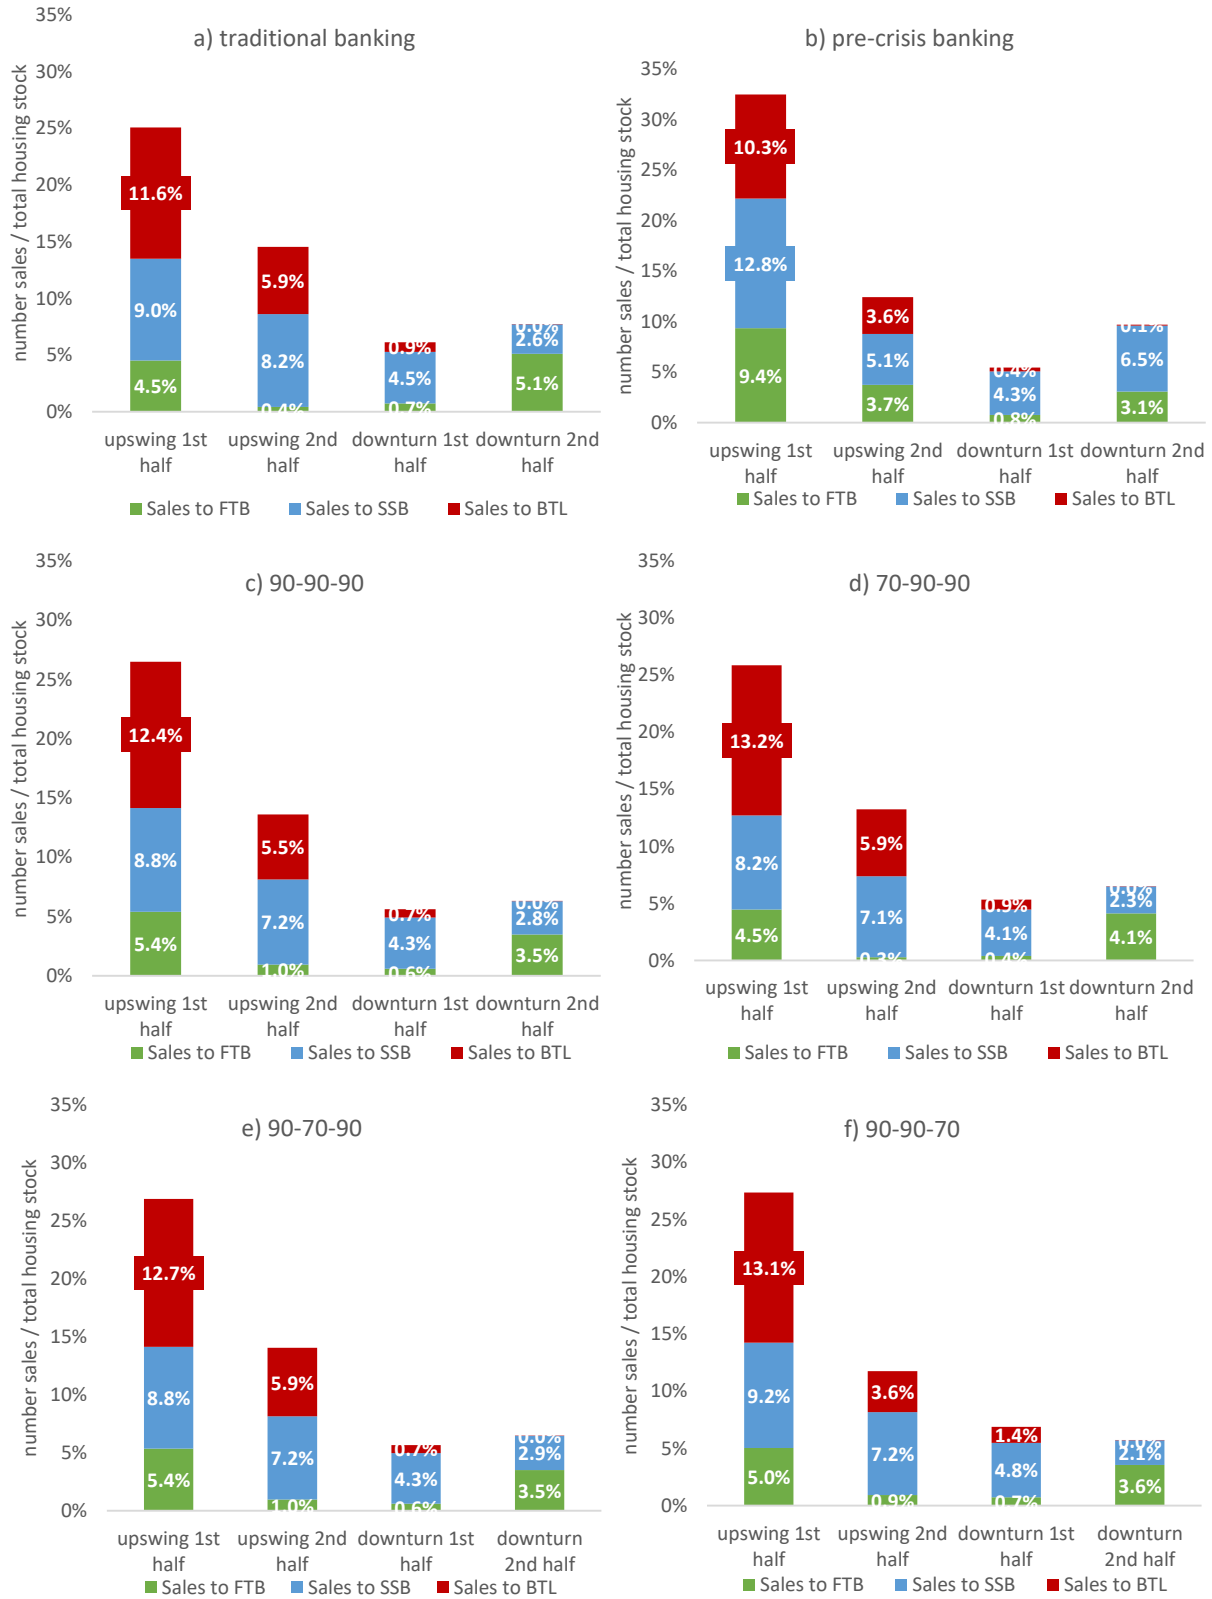 a) traditional banking
number sales / total housing stock
35%
30%
25%
20%
15%
10%
5%
0%
11.6%
9.0%
4.5%
5.9%
8.2%
0.4%
0.9%
4.5%
0.7%
0.0%
2.6%
5.1%
upswing 1st half
upswing 2nd half
downturn 1st half
downturn 2nd half
Sales to FTB
Sales to SSB
Sales to BTL
b) pre-crisis banking
number sales / total housing stock
35%
30%
25%
20%
15%
10%
5%
0%
10.3%
12.8%
9.4%
3.6%
5.1%
3.7%
0.4%
4.3%
0.8%
0.1%
6.5%
3.1%
upswing 1st half
upswing 2nd half
downturn 1st half
downturn 2nd half
Sales to FTB
Sales to SSB
Sales to BTL
c) 90-90-90
number sales / total housing stock
35%
30%
25%
20%
15%
10%
5%
0%
12.4%
8.8%
5.4%
5.5%
7.2%
1.0%
0.7%
4.3%
0.6%
0.0%
2.8%
3.5%
upswing 1st half
upswing 2nd half
downturn 1st half
downturn 2nd half
Sales to FTB
Sales to SSB
Sales to BTL
d) 70-90-90
number sales / total housing stock
35%
30%
25%
20%
15%
10%
5%
0%
13.2%
8.2%
4.5%
5.9%
7.1%
0.3%
0.9%
4.1%
0.4%
0.0%
2.3%
4.1%
upswing 1st half
upswing 2nd half
downturn 1st half
downturn 2nd half
Sales to FTB
Sales to SSB
Sales to BTL
e) 90-70-90
number sales / total housing stock
35%
30%
25%
20%
15%
10%
5%
0%
12.7%
8.8%
5.4%
5.9%
7.2%
1.0%
0.7%
4.3%
0.6%
0.0%
2.9%
3.5%
upswing 1st half
upswing 2nd half
downturn 1st half
downturn 2nd half
Sales to FTB
Sales to SSB
Sales to BTL
f) 90-90-70
number sales / total housing stock
35%
30%
25%
20%
15%
10%
5%
0%
13.1%
9.2%
5.0%
3.6%
7.2%
0.9%
1.4%
4.8%
0.7%
0.0%
2.1%
3.6%
upswing 1st half
upswing 2nd half
downturn 1st half
downturn 2nd half
Sales to FTB
Sales to SSB
Sales to BTL